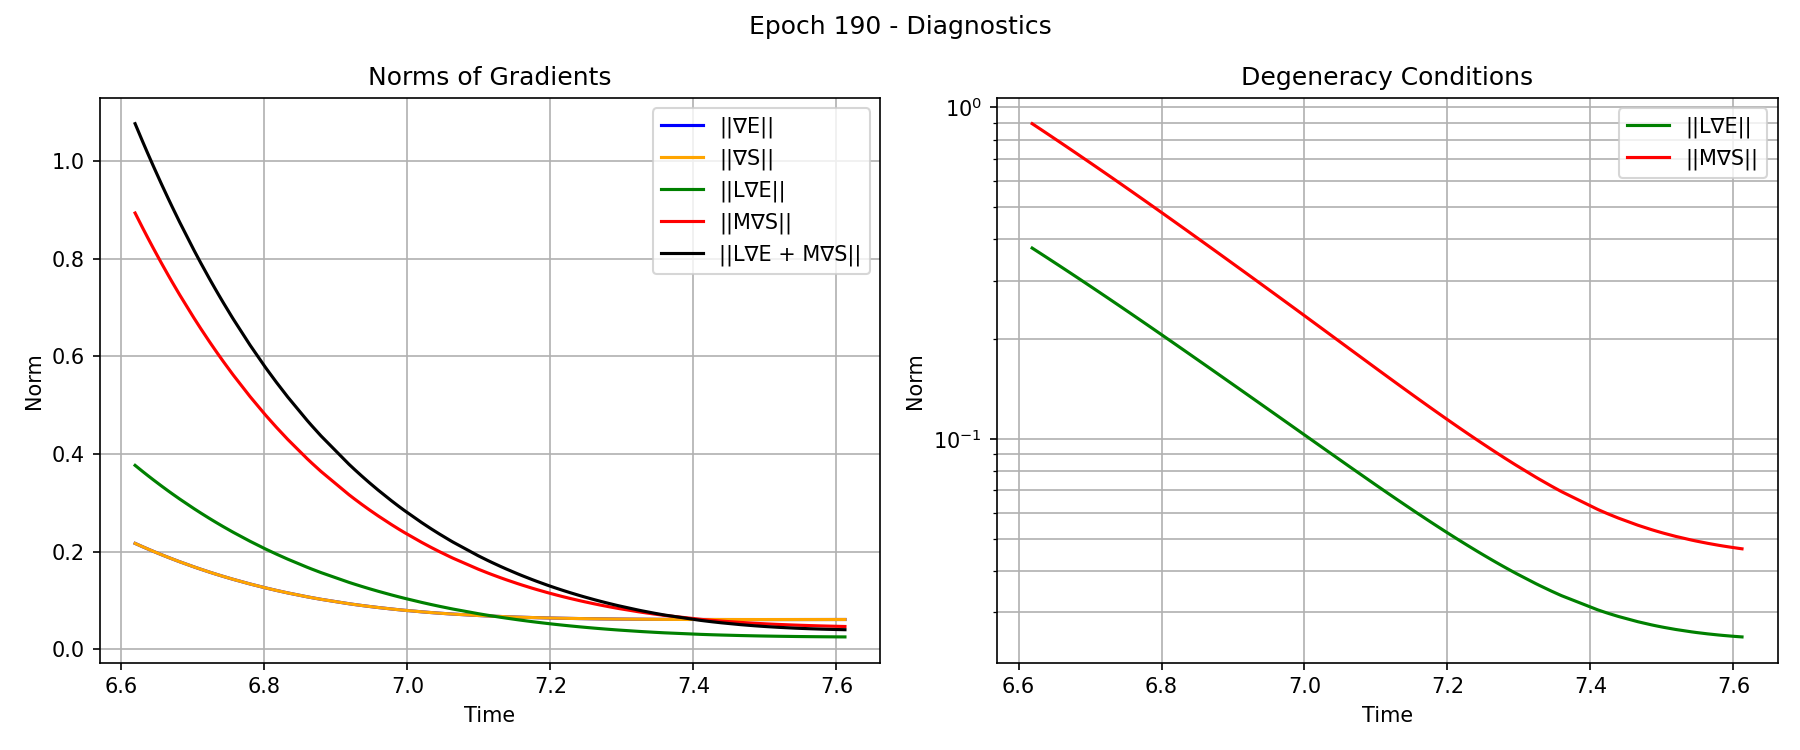 Epoch 190 - Diagnostics
Norms of Gradients
Norm
1.0
0.8
0.6
0.4
0.2
0.0
||∇E||
||∇S||
||L∇E||
||M∇S||
||L∇E + M∇S||
6.6 6.8 7.0 7.2 7.4 7.6
Time
Degeneracy Conditions
Norm
10⁰
10⁻¹
||L∇E||
||M∇S||
6.6 6.8 7.0 7.2 7.4 7.6
Time